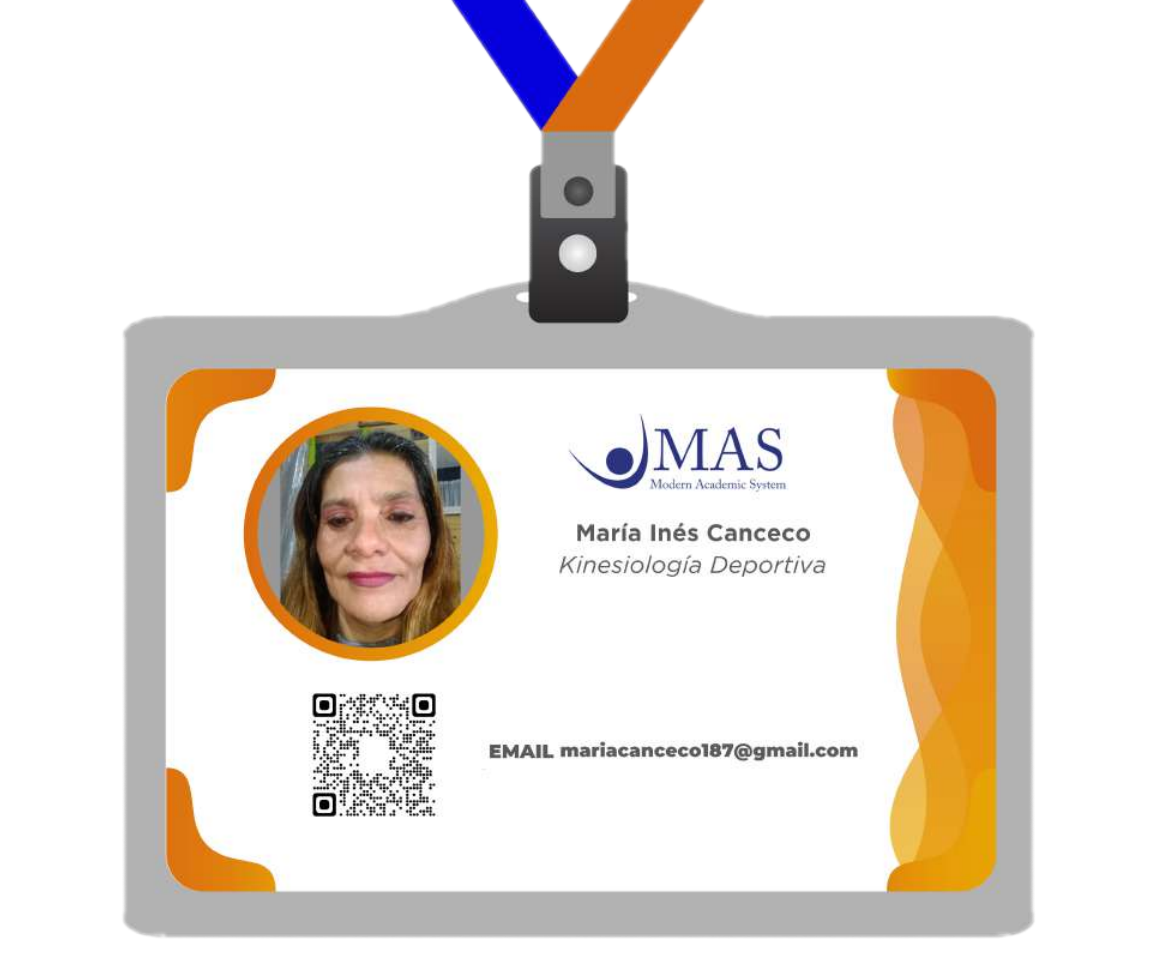 MAS
Modern Academic System
María Inés Canceco
Kinesiología Deportiva
EMAIL mariacanceco187@gmail.com